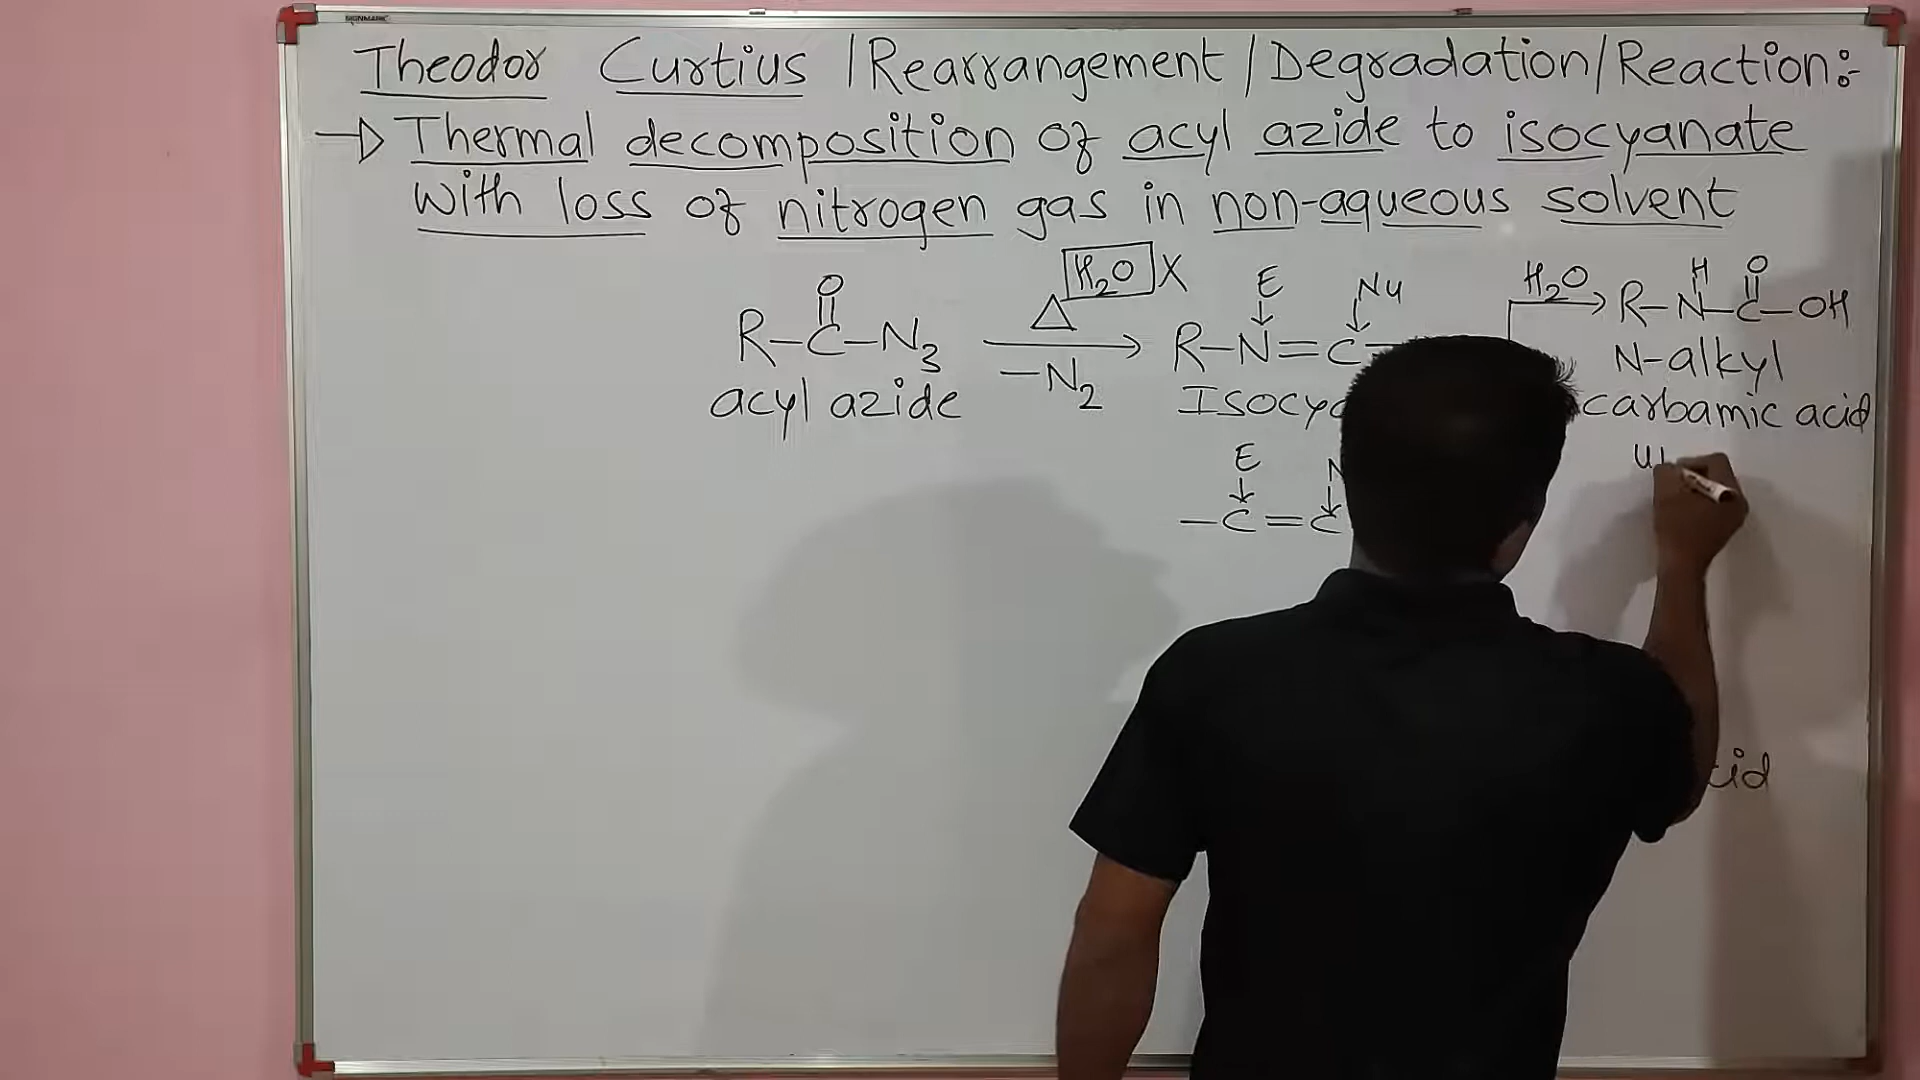 SIGNMARK
Theodor Curtius /Rearrangement/Degradation/Reaction:-
→ Thermal decomposition of acyl azide to isocyanate
with loss of nitrogen gas in non-aqueous solvent
H₂O X
E
Nu
H₂O
O
R-C-N₃
△
-N₂
R-N=C
H O
R-N-C-OH
acyl azide
N-alkyl
carbamic acid
E
-C=C